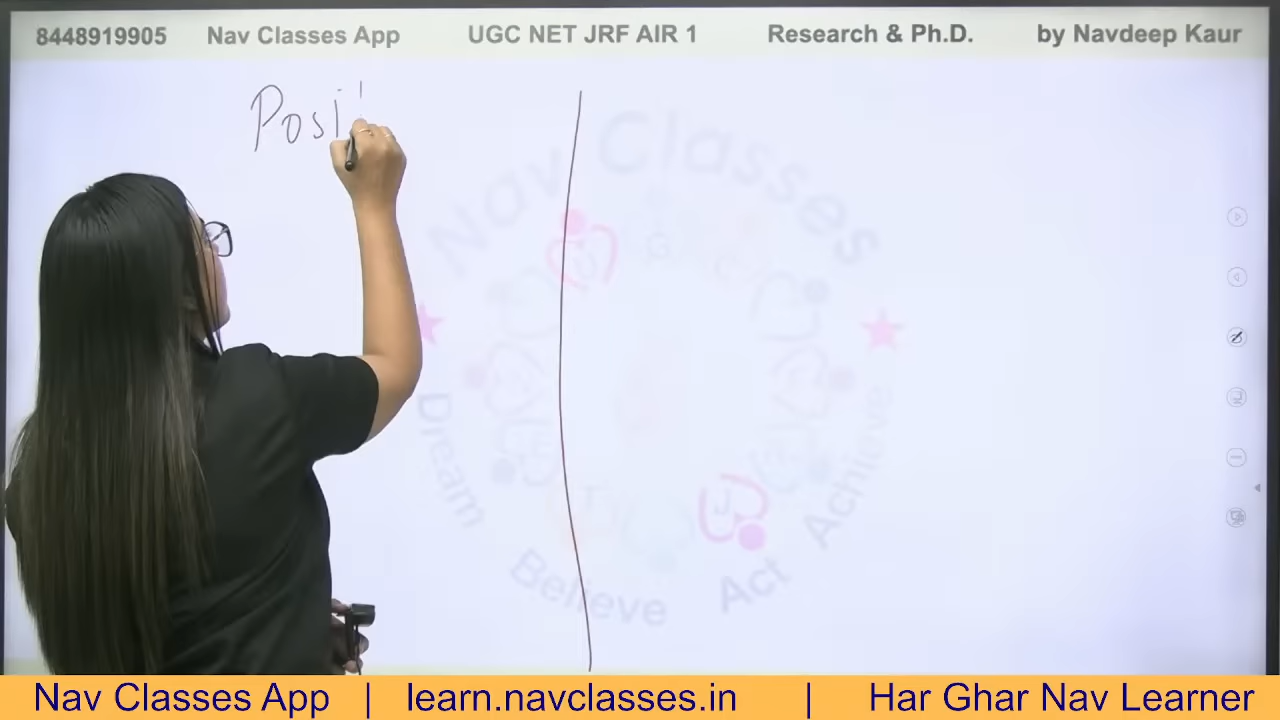 8448919905 Nav Classes App UGC NET JRF AIR 1 Research & Ph.D. by Navdeep Kaur
Posi
Nav Classes
Dream Believe Act Achieve
Nav Classes App | learn.navclasses.in | Har Ghar Nav Learner